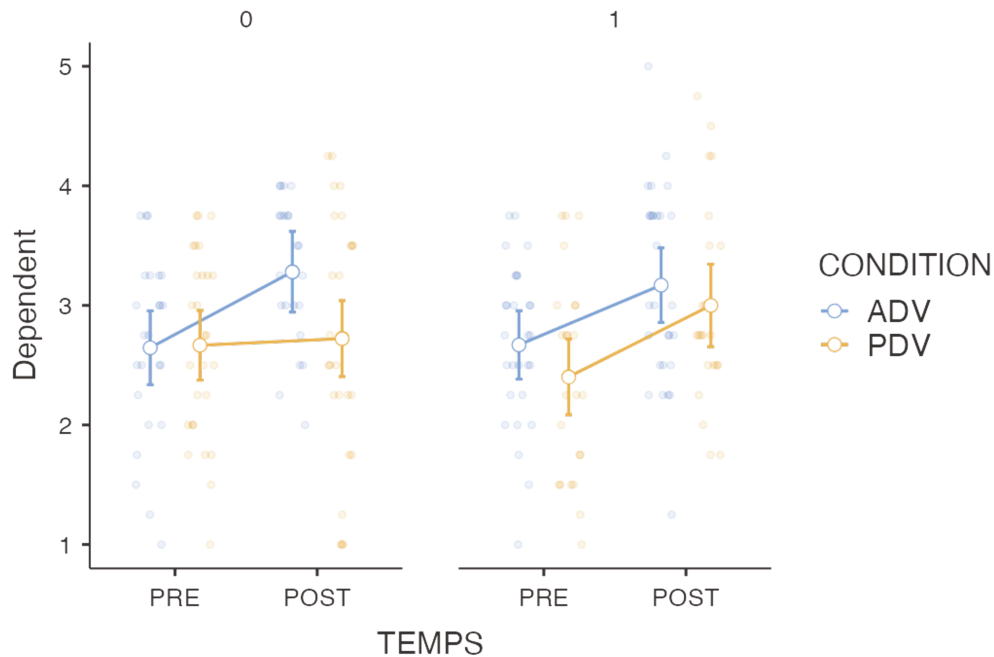 0 1
5
4
3
2
1
Dependent
PRE POST PRE POST
TEMPS
CONDITION
ADV
PDV